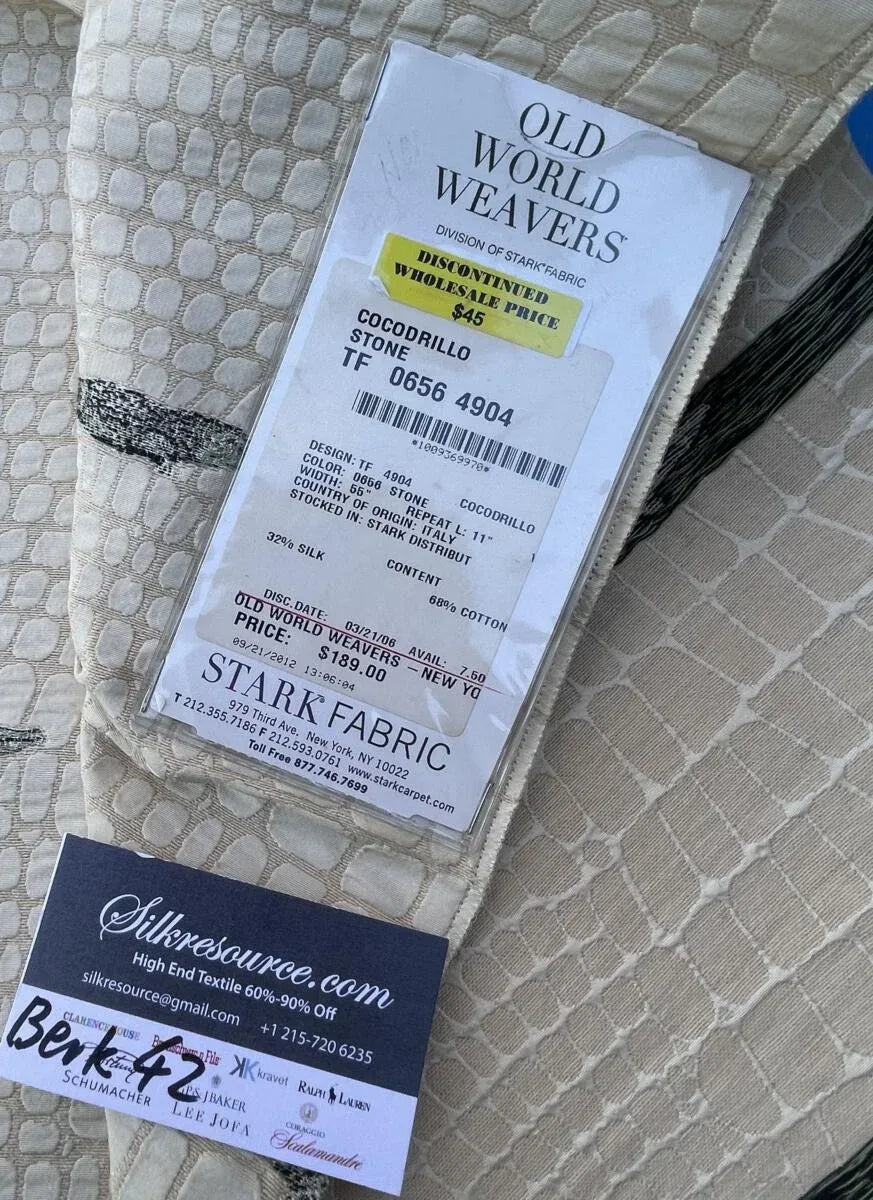 OLD
WORLD
WEAVERS
DIVISION OF STARK FABRIC
DISCONTINUED
WHOLESALE PRICE
$45
COCODRILLO
STONE
TF 0656 4904
*1009369970*
DESIGN: TF 4904 COCODRILLO
COLOR: 0656 STONE
WIDTH: 55" REPEAT L: 11"
COUNTRY OF ORIGIN: ITALY
STOCKED IN: STARK DISTRIBUT
CONTENT
32% SILK 68% COTTON
DISC.DATE: 03/21/06 AVAIL: 7.50
OLD WORLD WEAVERS - NEW YO
PRICE: $189.00
09/21/2012 13:06:04
STARK FABRIC
979 Third Ave, New York, NY 10022
T 212.355.7186 F 212.593.0761 www.starkcarpet.com
Toll Free 877.746.7699
Silkresource.com
High End Textile 60%-90% Off
silkresource@gmail.com +1 215-720 6235
Berk 42
CLARENCE HOUSE
kravet
RALPH LAUREN
SCHUMACHER
JBAKER
LEE JOFA
CORAGGIO
Scalamandre